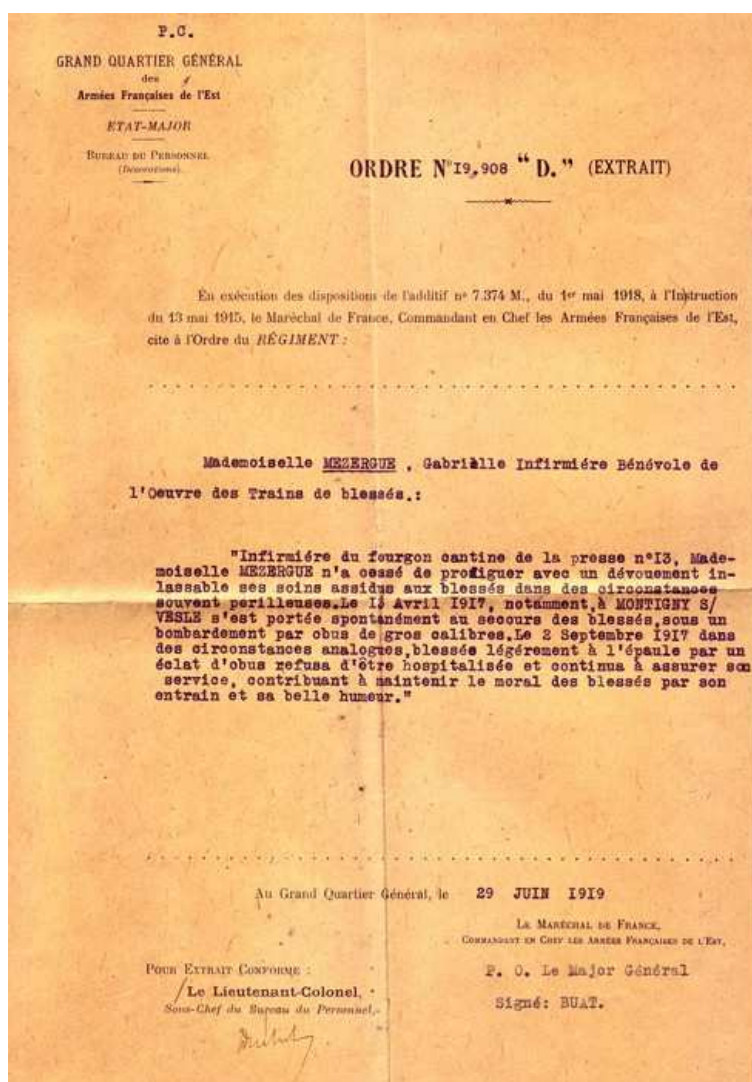 P.C.
GRAND QUARTIER GÉNÉRAL
des
Armées Françaises de l'Est
ETAT-MAJOR
BUREAU DU PERSONNEL
(Décorations)
ORDRE N° I9.908 "D." (EXTRAIT)
En exécution des dispositions de l'additif n° 7.374 M., du 1er mai 1918, à l'Instruction
du 13 mai 1915, le Maréchal de France, Commandant en Chef les Armées Françaises de l'Est,
cite à l'Ordre du RÉGIMENT :
Mademoiselle MEZERGUE , Gabrièlle Infirmiére Bénévole de
l'Oeuvre des Trains de blessés.:
"Infirmiére du fourgon cantine de la presse n°I3, Made-
moiselle MEZERGUE n'a cessé de prodiguer avec un dévouement in-
lassable ses soins assidus aux blessés dans des circonstances
souvent perilleuses.Le Avril I9I7, notamment,à MONTIGNY S/
VESLE s'est portée spontanément au secours des blessés,sous un
bombardement par obus de gros calibres.Le 2 Septembre I9I7 dans
des circonstances analogues,blessée légérement à l'épaule par un
éclat d'obus refusa d'être hospitalisée et continua à assurer son
service, contribuant à maintenir le moral des blessés par son
entrain et sa belle humeur."
Au Grand Quartier Général, le 29 JUIN I9I9
LE MARÉCHAL DE FRANCE,
COMMANDANT EN CHEF LES ARMÉES FRANÇAISES DE L'EST,
POUR EXTRAIT CONFORME :
P. O. Le Major Général
Le Lieutenant-Colonel,
Sous-Chef du Bureau du Personnel,
Signé: BUAT.